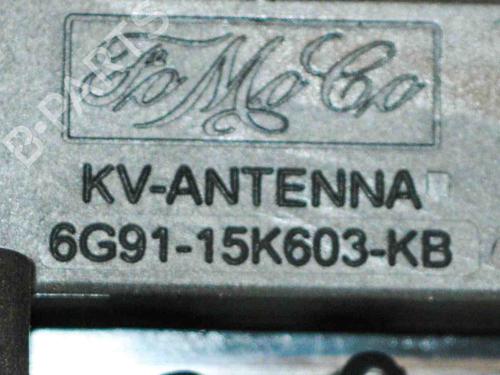 FoMoCo
KV-ANTENNA
6G91-15K603-KB
B-PARTS